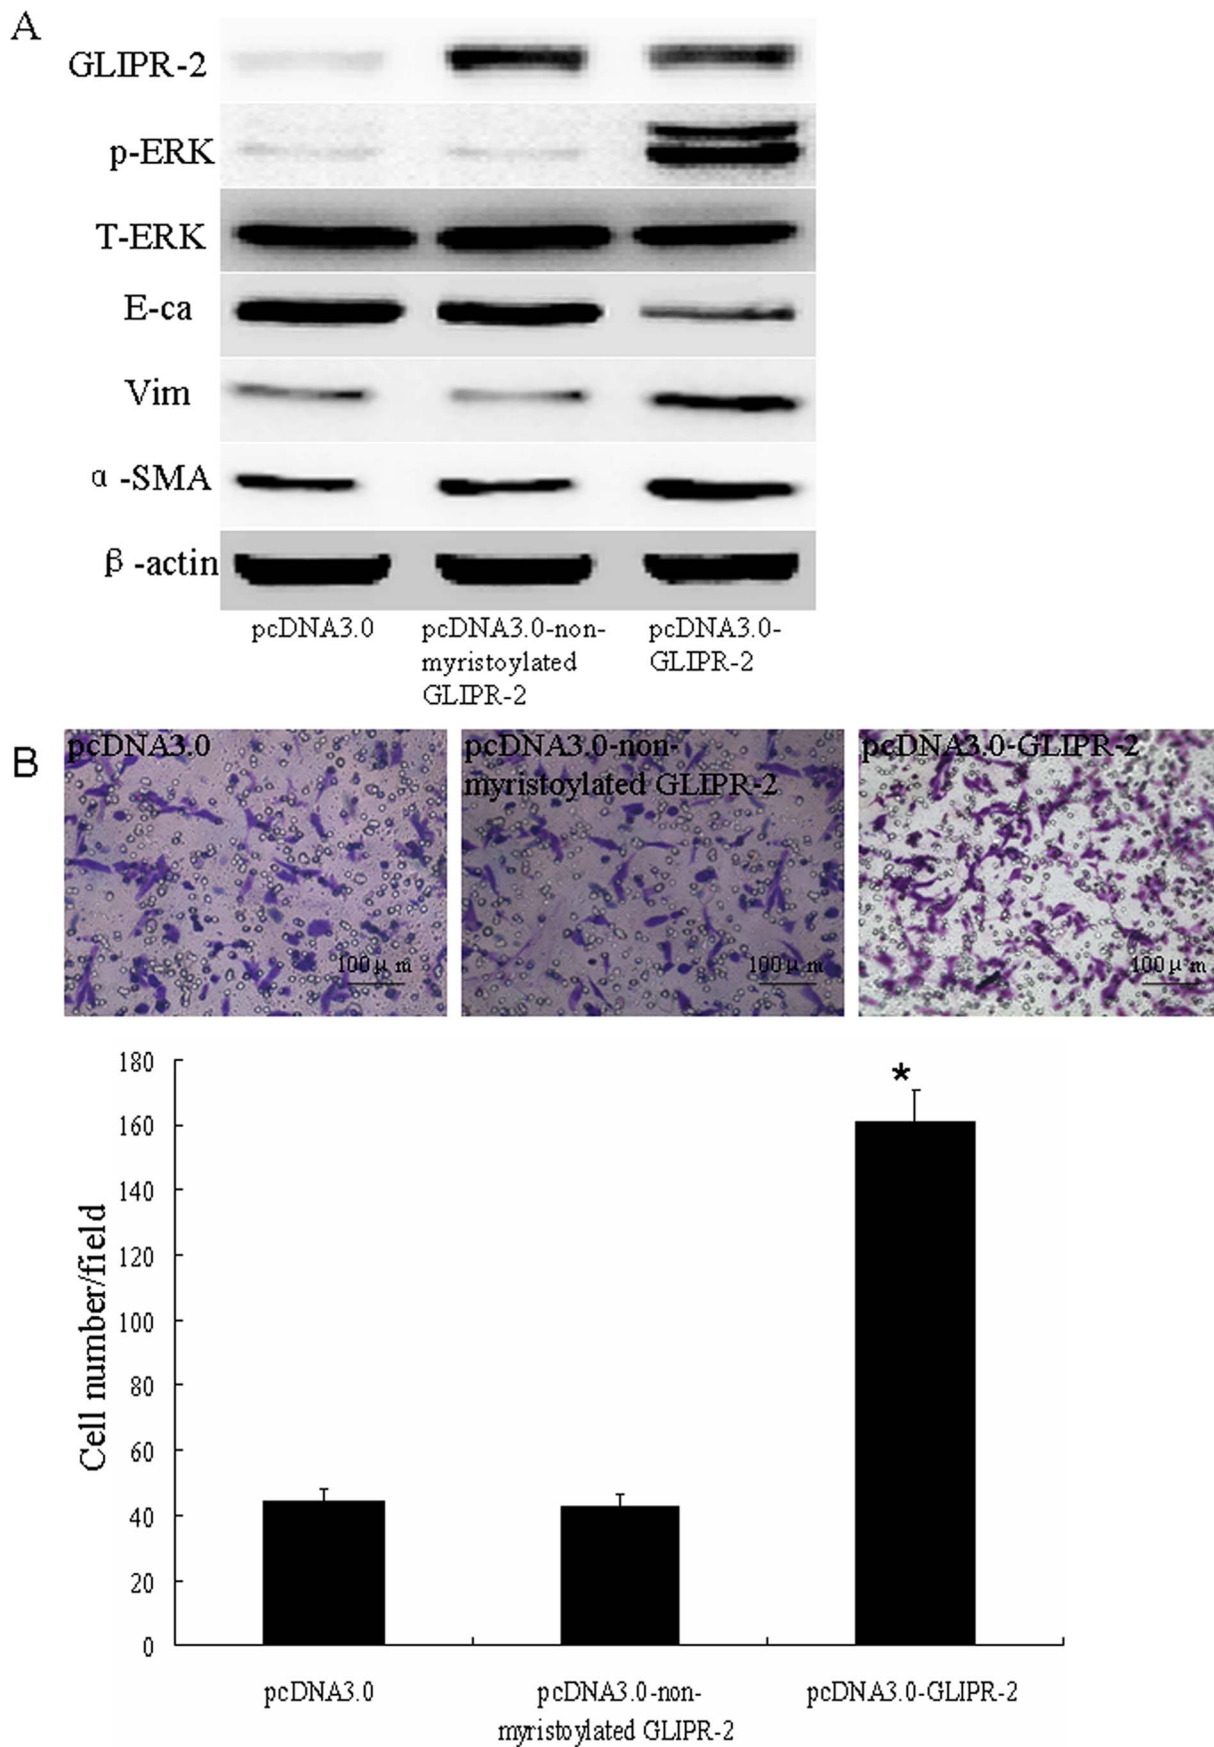 A
GLIPR-2
p-ERK
T-ERK
E-ca
Vim
α-SMA
β-actin
pcDNA3.0
pcDNA3.0-non-
myristoylated
GLIPR-2
pcDNA3.0-
GLIPR-2
B
pcDNA3.0
pcDNA3.0-non-
myristoylated GLIPR-2
pcDNA3.0-GLIPR-2
100μm
100μm
100μm
*
180
160
140
120
100
80
60
40
20
0
Cell number/field
pcDNA3.0
pcDNA3.0-non-
myristoylated GLIPR-2
pcDNA3.0-GLIPR-2